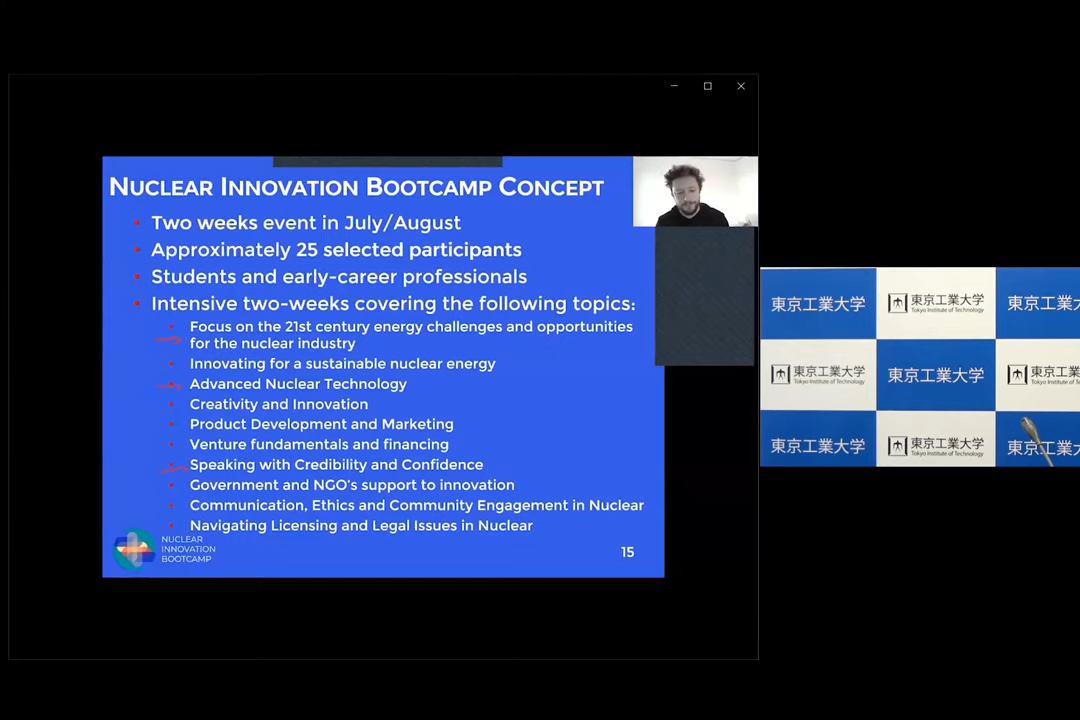 NUCLEAR INNOVATION BOOTCAMP CONCEPT
Two weeks event in July/August
Approximately 25 selected participants
Students and early-career professionals
Intensive two-weeks covering the following topics:
Focus on the 21st century energy challenges and opportunities
for the nuclear industry
Innovating for a sustainable nuclear energy
Advanced Nuclear Technology
Creativity and Innovation
Product Development and Marketing
Venture fundamentals and financing
Speaking with Credibility and Confidence
Government and NGO's support to innovation
Communication, Ethics and Community Engagement in Nuclear
Navigating Licensing and Legal Issues in Nuclear
NUCLEAR
INNOVATION
BOOTCAMP
15
東京工業大学
東京工業大学
Tokyo Institute of Technology
東京工業大
東京工業大学
Tokyo Institute of Technology
東京工業大学
東京工業大
Tokyo Institute of
東京工業大学
東京工業大学
Tokyo Institute of Technology
東京工業大